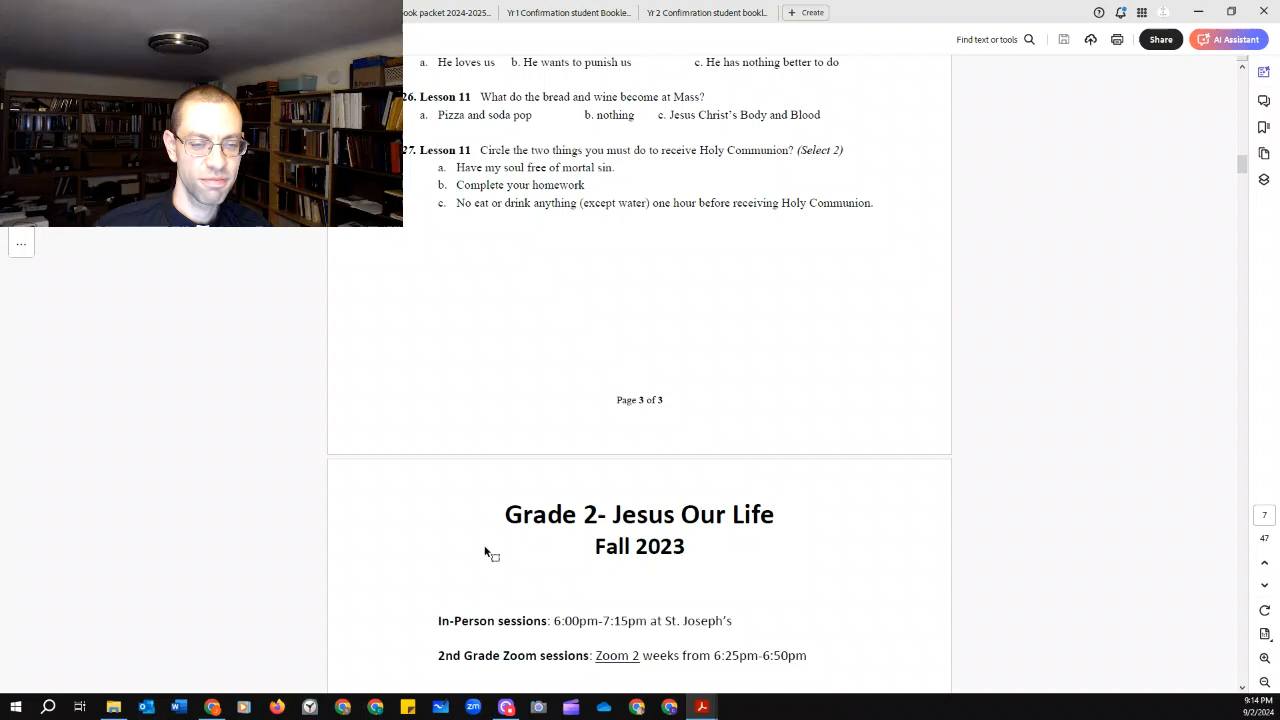 ook packet 2024-2025... Yr1 Confirmation student Bookle... Yr 2 Confimration student bookl... + Create
Find text or tools Share AI Assistant
a. He loves us b. He wants to punish us c. He has nothing better to do
26. Lesson 11 What do the bread and wine become at Mass?
a. Pizza and soda pop b. nothing c. Jesus Christ's Body and Blood
27. Lesson 11 Circle the two things you must do to receive Holy Communion? (Select 2)
a. Have my soul free of mortal sin.
b. Complete your homework
c. No eat or drink anything (except water) one hour before receiving Holy Communion.
...
Page 3 of 3
Grade 2- Jesus Our Life
Fall 2023
7
47
In-Person sessions: 6:00pm-7:15pm at St. Joseph's
2nd Grade Zoom sessions: Zoom 2 weeks from 6:25pm-6:50pm
zm
9:14 PM
9/2/2024